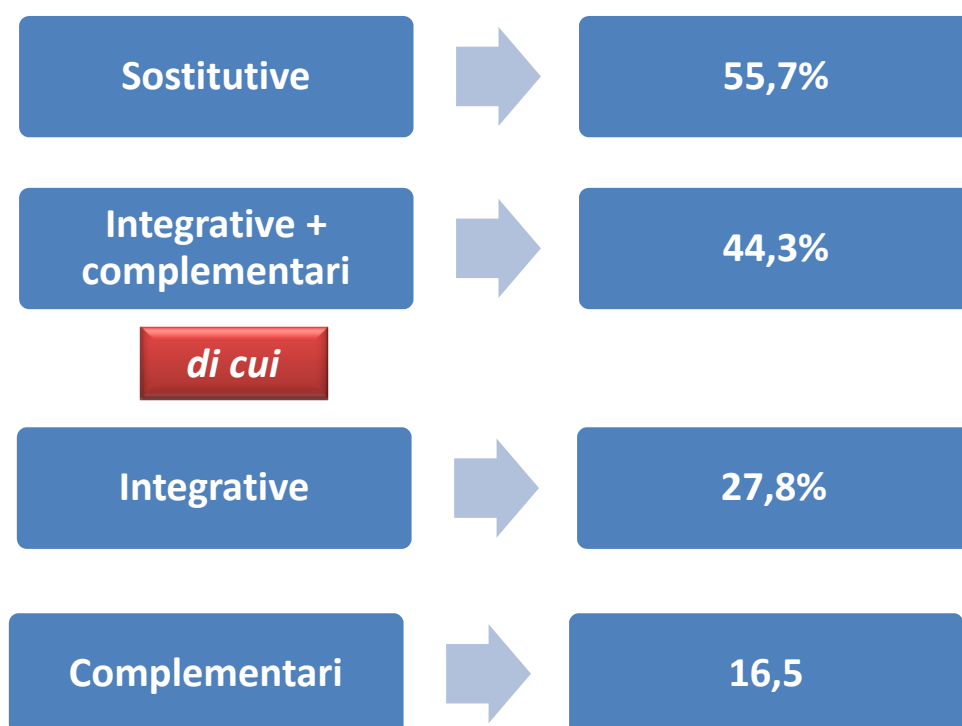 Sostitutive
55,7%
Integrative +
complementari
44,3%
di cui
Integrative
27,8%
Complementari
16,5